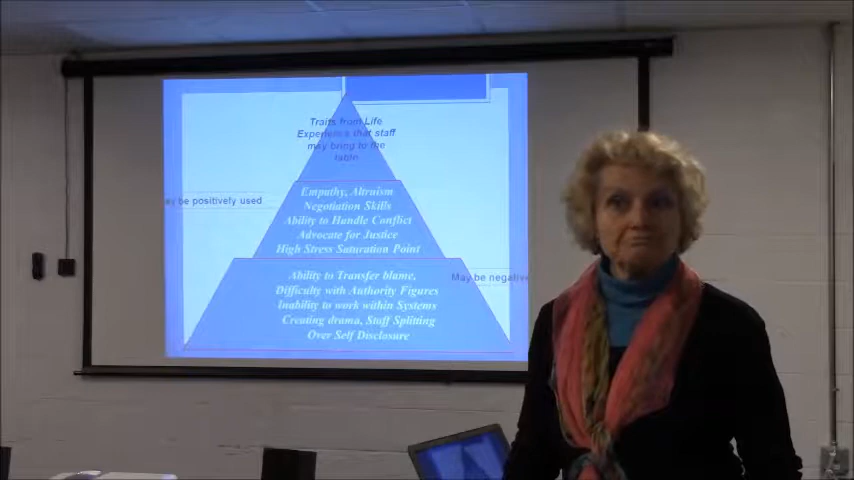 Traits from Life
Experience that staff
may bring to the
table
ay be positively used
Empathy, Altruism
Negotiation Skills
Ability to Handle Conflict
Advocate for Justice
High Stress Saturation Point
May be negative
Ability to Transfer blame,
Difficulty with Authority Figures
Inability to work within Systems
Creating drama, Staff Splitting
Over Self Disclosure